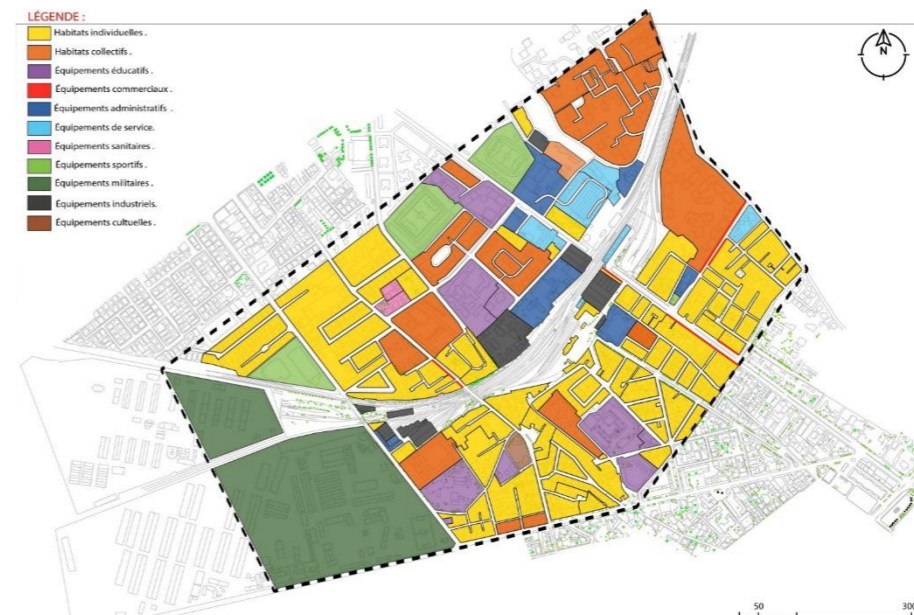 LÉGENDE :
Habitats individuelles .
Habitats collectifs .
Équipements éducatifs .
Équipements commerciaux .
Équipements administratifs .
Équipements de service.
Équipements sanitaires .
Équipements sportifs .
Équipements militaires .
Équipements industriels.
Équipements cultuelles .
N
50
300